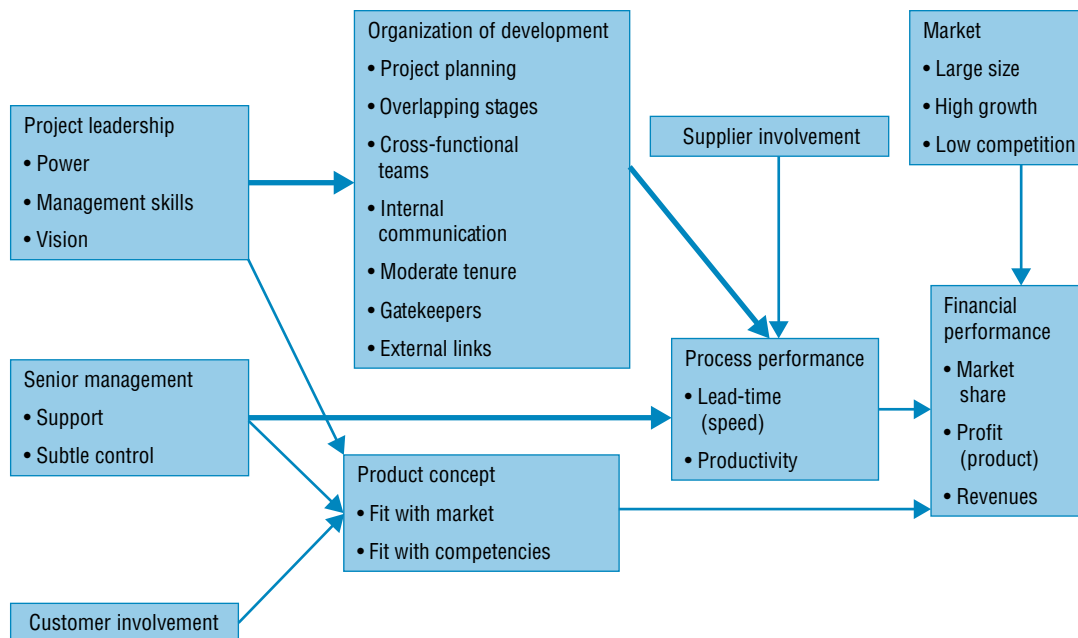 Organization of development
• Project planning
• Overlapping stages
• Cross-functional
teams
• Internal
communication
• Moderate tenure
• Gatekeepers
• External links
Market
• Large size
• High growth
• Low competition
Project leadership
• Power
• Management skills
• Vision
Supplier involvement
Financial
performance
• Market
share
• Profit
(product)
• Revenues
Process performance
• Lead-time
(speed)
• Productivity
Senior management
• Support
• Subtle control
Product concept
• Fit with market
• Fit with competencies
Customer involvement